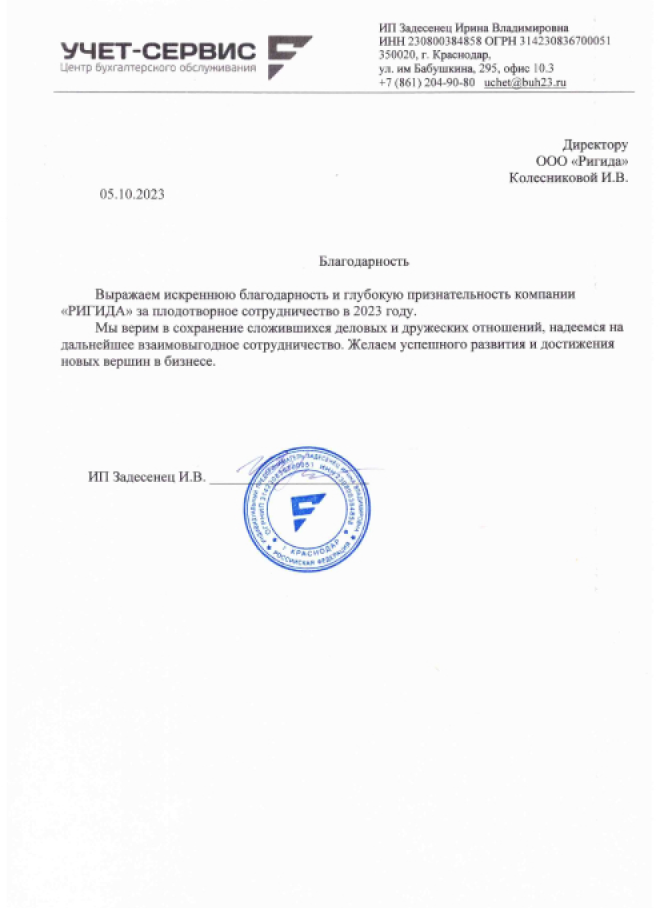 УЧЕТ-СЕРВИС
Центр бухгалтерского обслуживания
ИП Задесенец Ирина Владимировна
ИНН 230800384858 ОГРН 314230836700051
350020, г. Краснодар,
ул. им Бабушкина, 295, офис 10.3
+7 (861) 204-90-80 uchet@buh23.ru
Директору
ООО «Ригида»
Колесниковой И.В.
05.10.2023
Благодарность
Выражаем искреннюю благодарность и глубокую признательность компании
«РИГИДА» за плодотворное сотрудничество в 2023 году.
Мы верим в сохранение сложившихся деловых и дружеских отношений, надеемся на
дальнейшее взаимовыгодное сотрудничество. Желаем успешного развития и достижения
новых вершин в бизнесе.
ИП Задесенец И.В.
ИНДИВИДУАЛЬНЫЙ ПРЕДПРИНИМАТЕЛЬ ЗАДЕСЕНЕЦ ИРИНА ВЛАДИМИРОВНА
ОГРНИП 314230836700051 ИНН 230800384858
Г. КРАСНОДАР
РОССИЙСКАЯ ФЕДЕРАЦИЯ